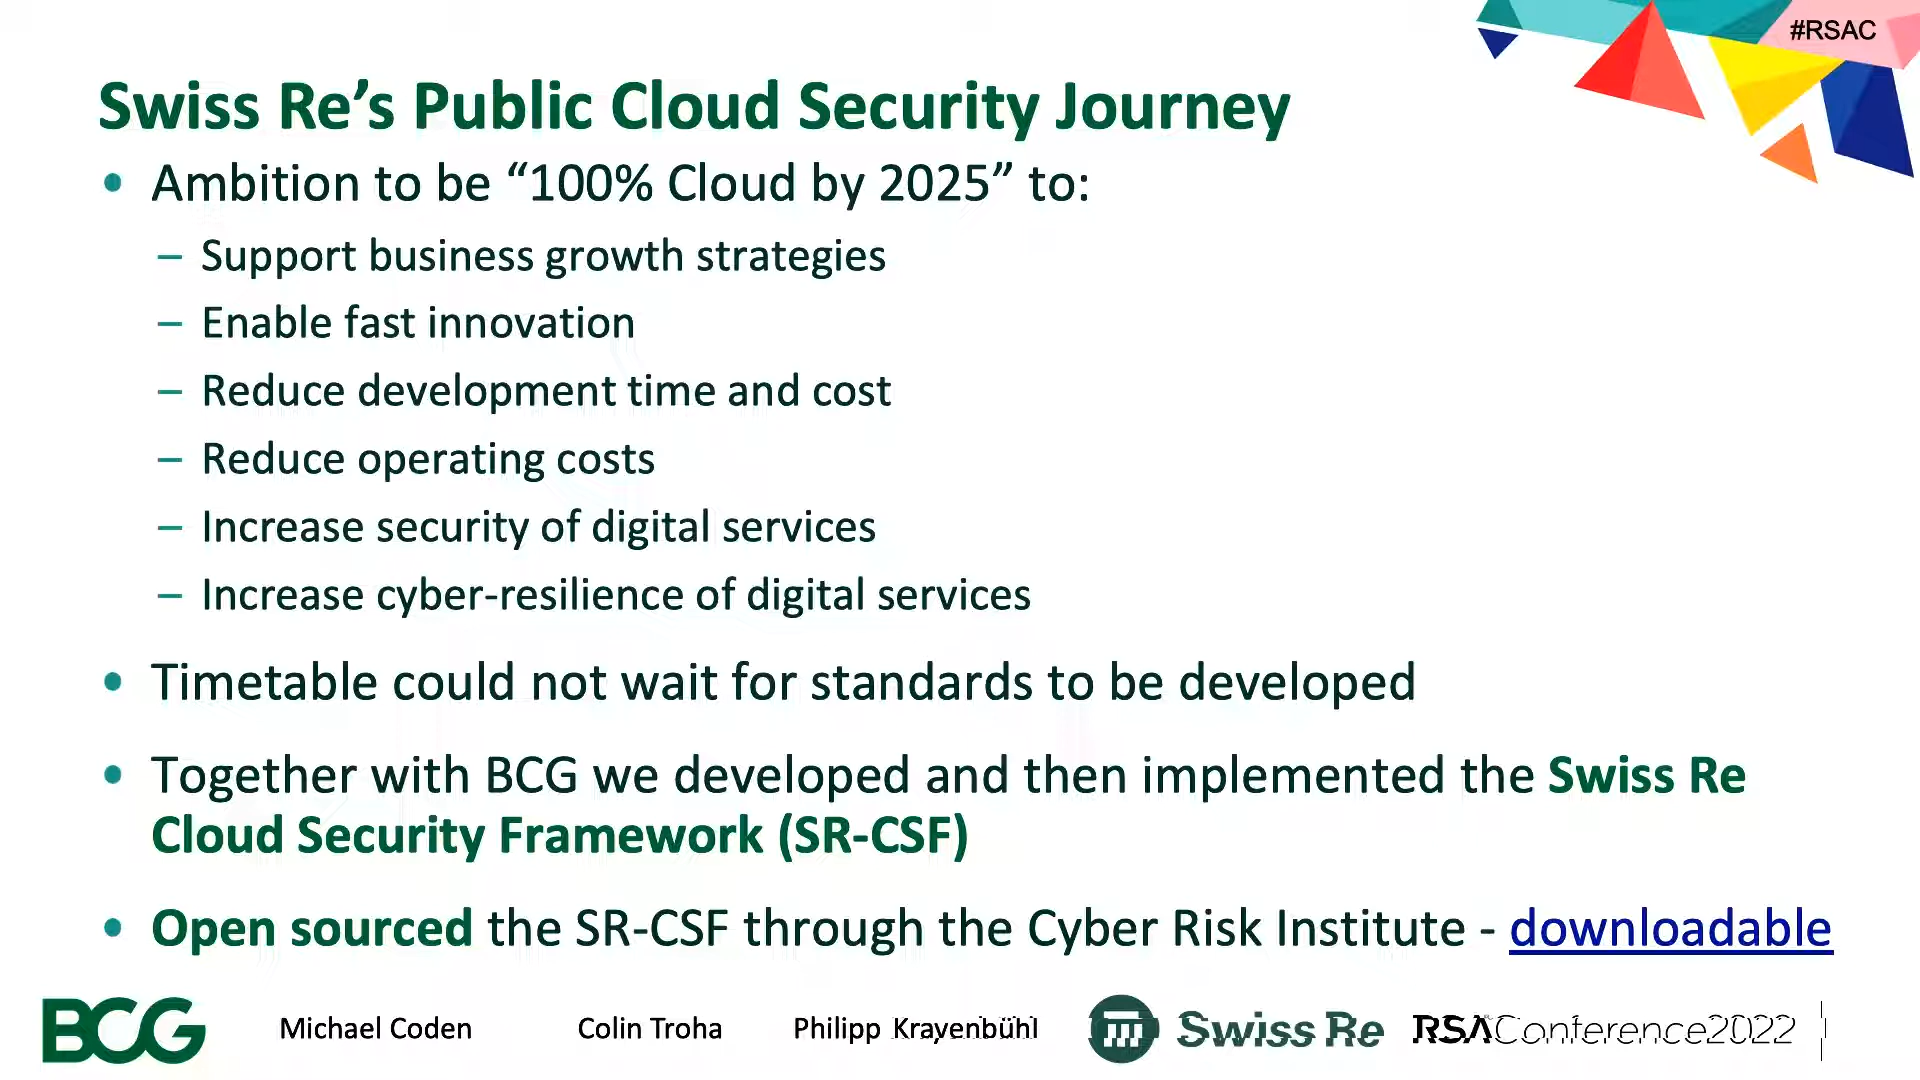 #RSAC
Swiss Re’s Public Cloud Security Journey
• Ambition to be “100% Cloud by 2025” to:
– Support business growth strategies
– Enable fast innovation
– Reduce development time and cost
– Reduce operating costs
– Increase security of digital services
– Increase cyber-resilience of digital services
• Timetable could not wait for standards to be developed
• Together with BCG we developed and then implemented the Swiss Re
Cloud Security Framework (SR-CSF)
• Open sourced the SR-CSF through the Cyber Risk Institute - downloadable
BCG Michael Coden Colin Troha Philipp Krayenbühl Swiss Re RSAConference2022